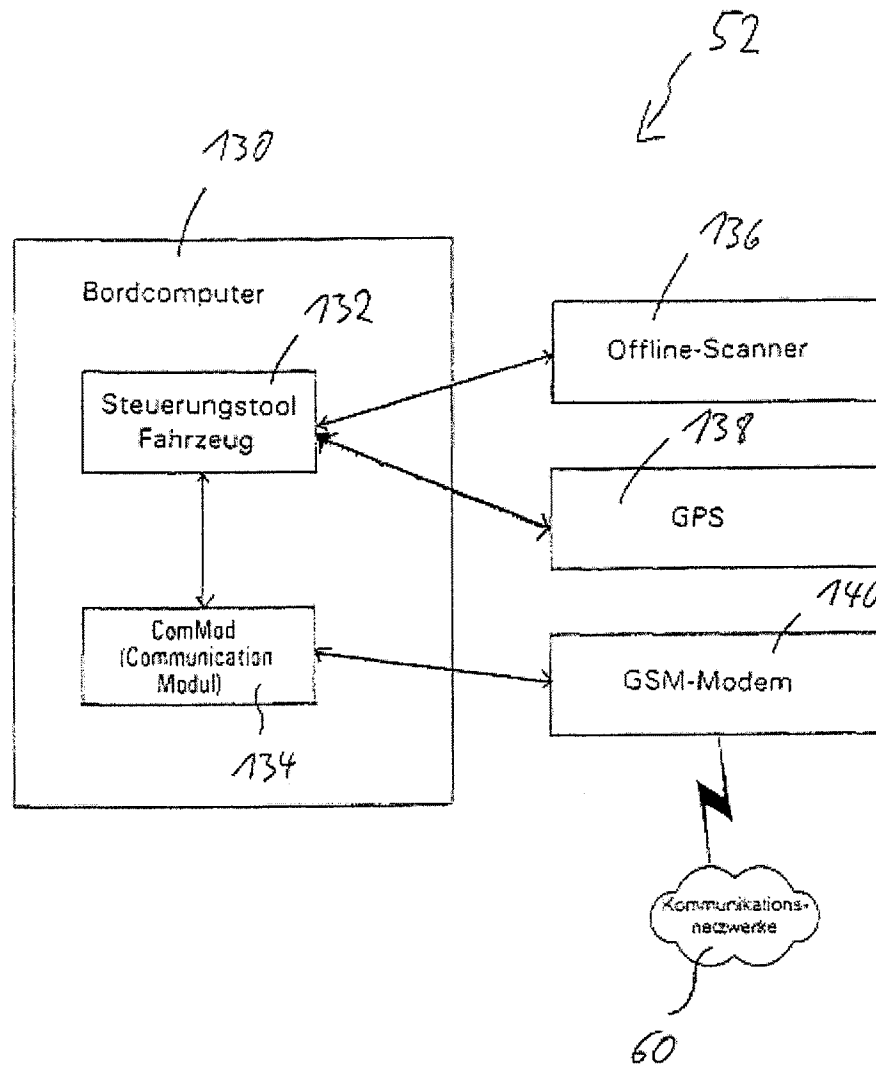 52
130
Bordcomputer
132
Steuerungstool
Fahrzeug
ComMod
(Communication
Modul)
134
136
Offline-Scanner
138
GPS
140
GSM-Modem
Kommunikations-
netzwerke
60